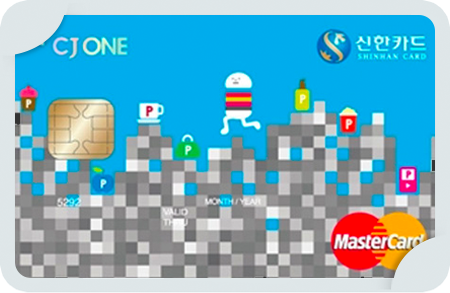 CJ ONE
신한카드
SHINHAN CARD
P
P
P
P
P
P
P
P
5292
MONTH / YEAR
VALID
THRU
MasterCard